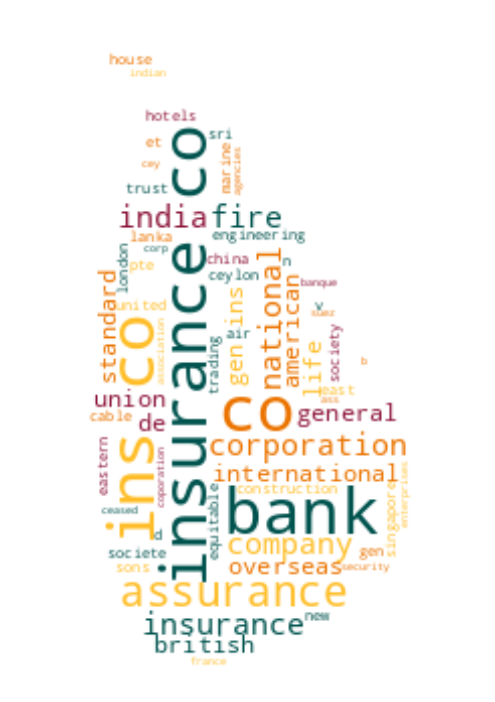 house
indian
hotels
et
sri
cey
marine
agencies
trust
insurance co
india
fire
lanka
engineering
corp
london
pte
china
ceylon
n
national
banque
standard
united
ins co
association
gen ins
american
v
suez
air
trading
life
society
b
east
ass
union
de
cable
co
general
corporation
eastern
coporation
international
construction
singapore
enterprises
equitable
bank
ceased
d
societe
sons
company
gen
overseas
security
assurance
insurance
new
british
france